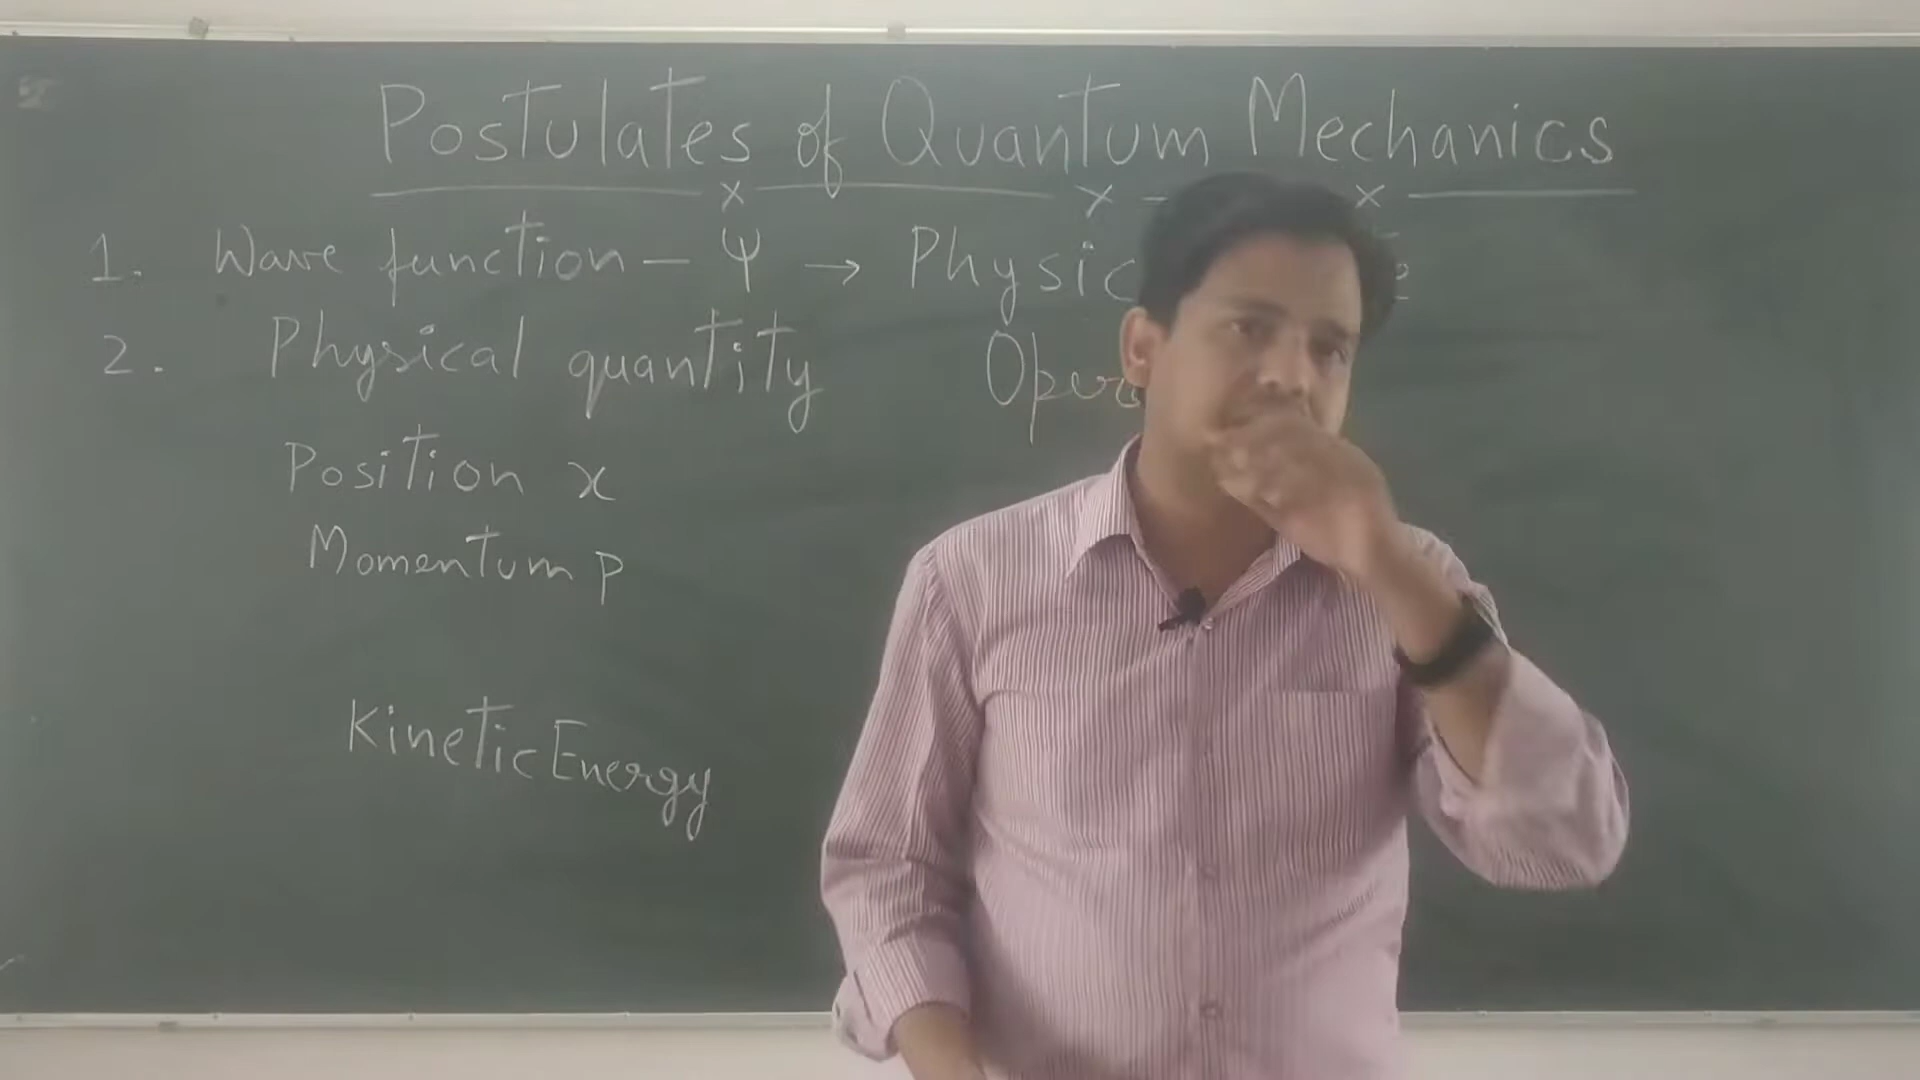 Postulates of Quantum Mechanics
x x x
1. Wave function – Ψ → Physic
2. Physical quantity Oper
Position x
Momentum p
Kinetic Energy